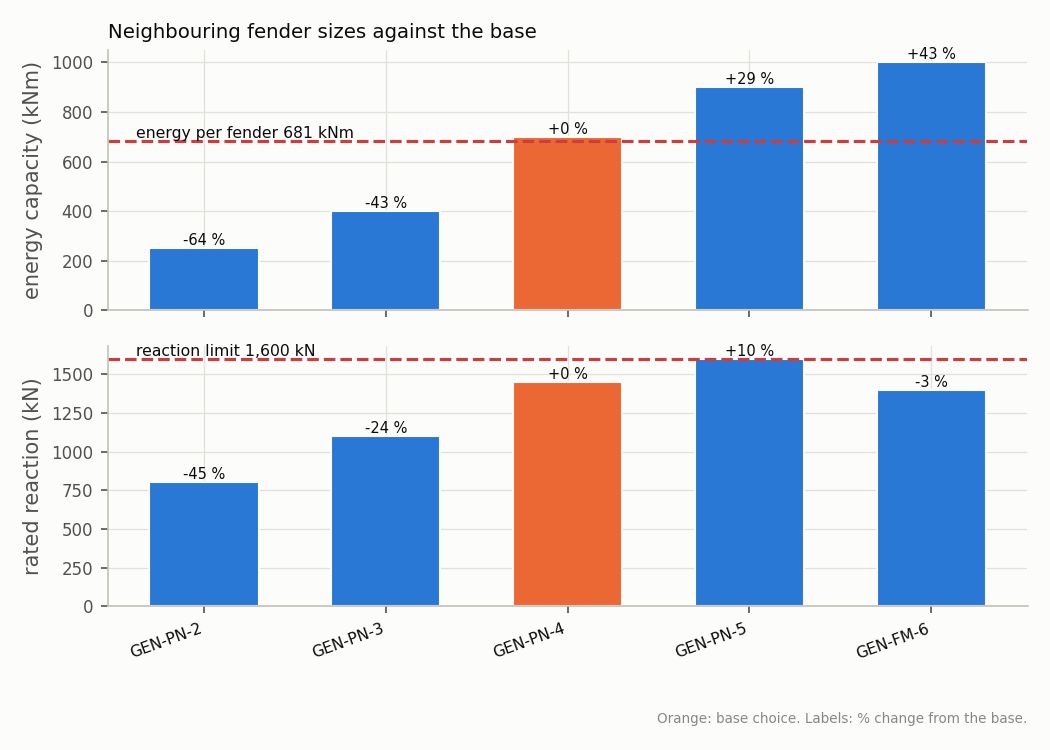 Neighbouring fender sizes against the base
energy capacity (kNm)
1000
800
600
400
200
0
energy per fender 681 kNm
-64 %
-43 %
+0 %
+29 %
+43 %
rated reaction (kN)
1500
1250
1000
750
500
250
0
reaction limit 1,600 kN
-45 %
-24 %
+0 %
+10 %
-3 %
GEN-PN-2
GEN-PN-3
GEN-PN-4
GEN-PN-5
GEN-FM-6
Orange: base choice. Labels: % change from the base.